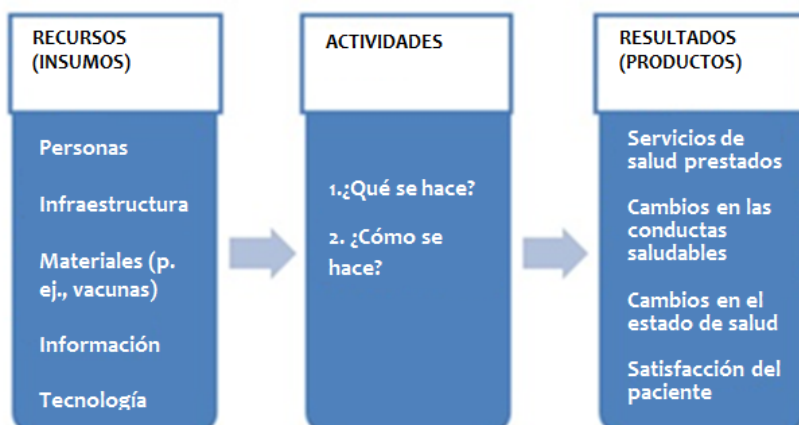 RECURSOS
(INSUMOS)
Personas
Infraestructura
Materiales (p.
ej., vacunas)
Información
Tecnología
ACTIVIDADES
1.¿Qué se hace?
2. ¿Cómo se
hace?
RESULTADOS
(PRODUCTOS)
Servicios de
salud prestados
Cambios en las
conductas
saludables
Cambios en el
estado de salud
Satisfacción del
paciente